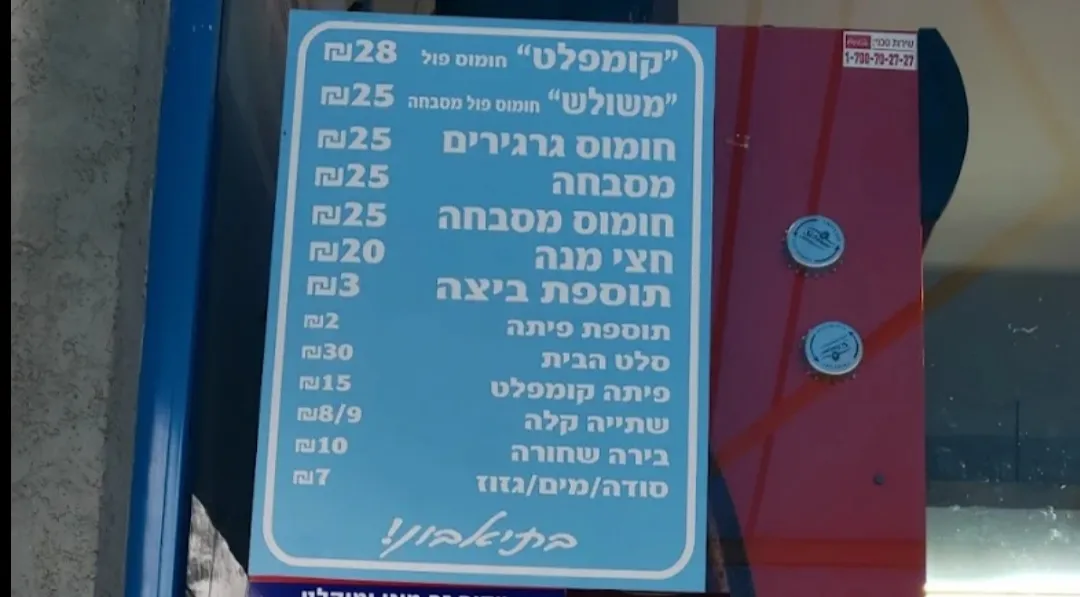 "קומפלט" חומוס פול ₪28
"משולש" חומוס פול מסבחה ₪25
חומוס גרגירים ₪25
מסבחה ₪25
חומוס מסבחה ₪25
חצי מנה ₪20
תוספת ביצה ₪3
תוספת פיתה ₪2
סלט הבית ₪30
פיתה קומפלט ₪15
שתייה קלה ₪8/9
בירה שחורה ₪10
סודה/מים/גזוז ₪7
בתיאבון!
שירות טכני:
1-700-70-27-27